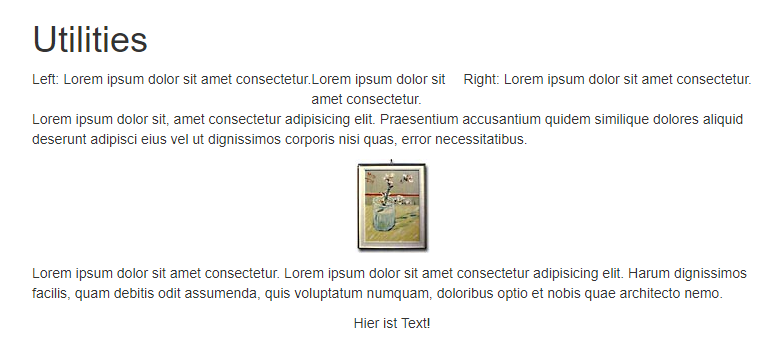 Utilities
Left: Lorem ipsum dolor sit amet consectetur.Lorem ipsum dolor sit Right: Lorem ipsum dolor sit amet consectetur.
amet consectetur.
Lorem ipsum dolor sit, amet consectetur adipisicing elit. Praesentium accusantium quidem similique dolores aliquid
deserunt adipisci eius vel ut dignissimos corporis nisi quas, error necessitatibus.
Lorem ipsum dolor sit amet consectetur. Lorem ipsum dolor sit amet consectetur adipisicing elit. Harum dignissimos
facilis, quam debitis odit assumenda, quis voluptatum numquam, doloribus optio et nobis quae architecto nemo.
Hier ist Text!